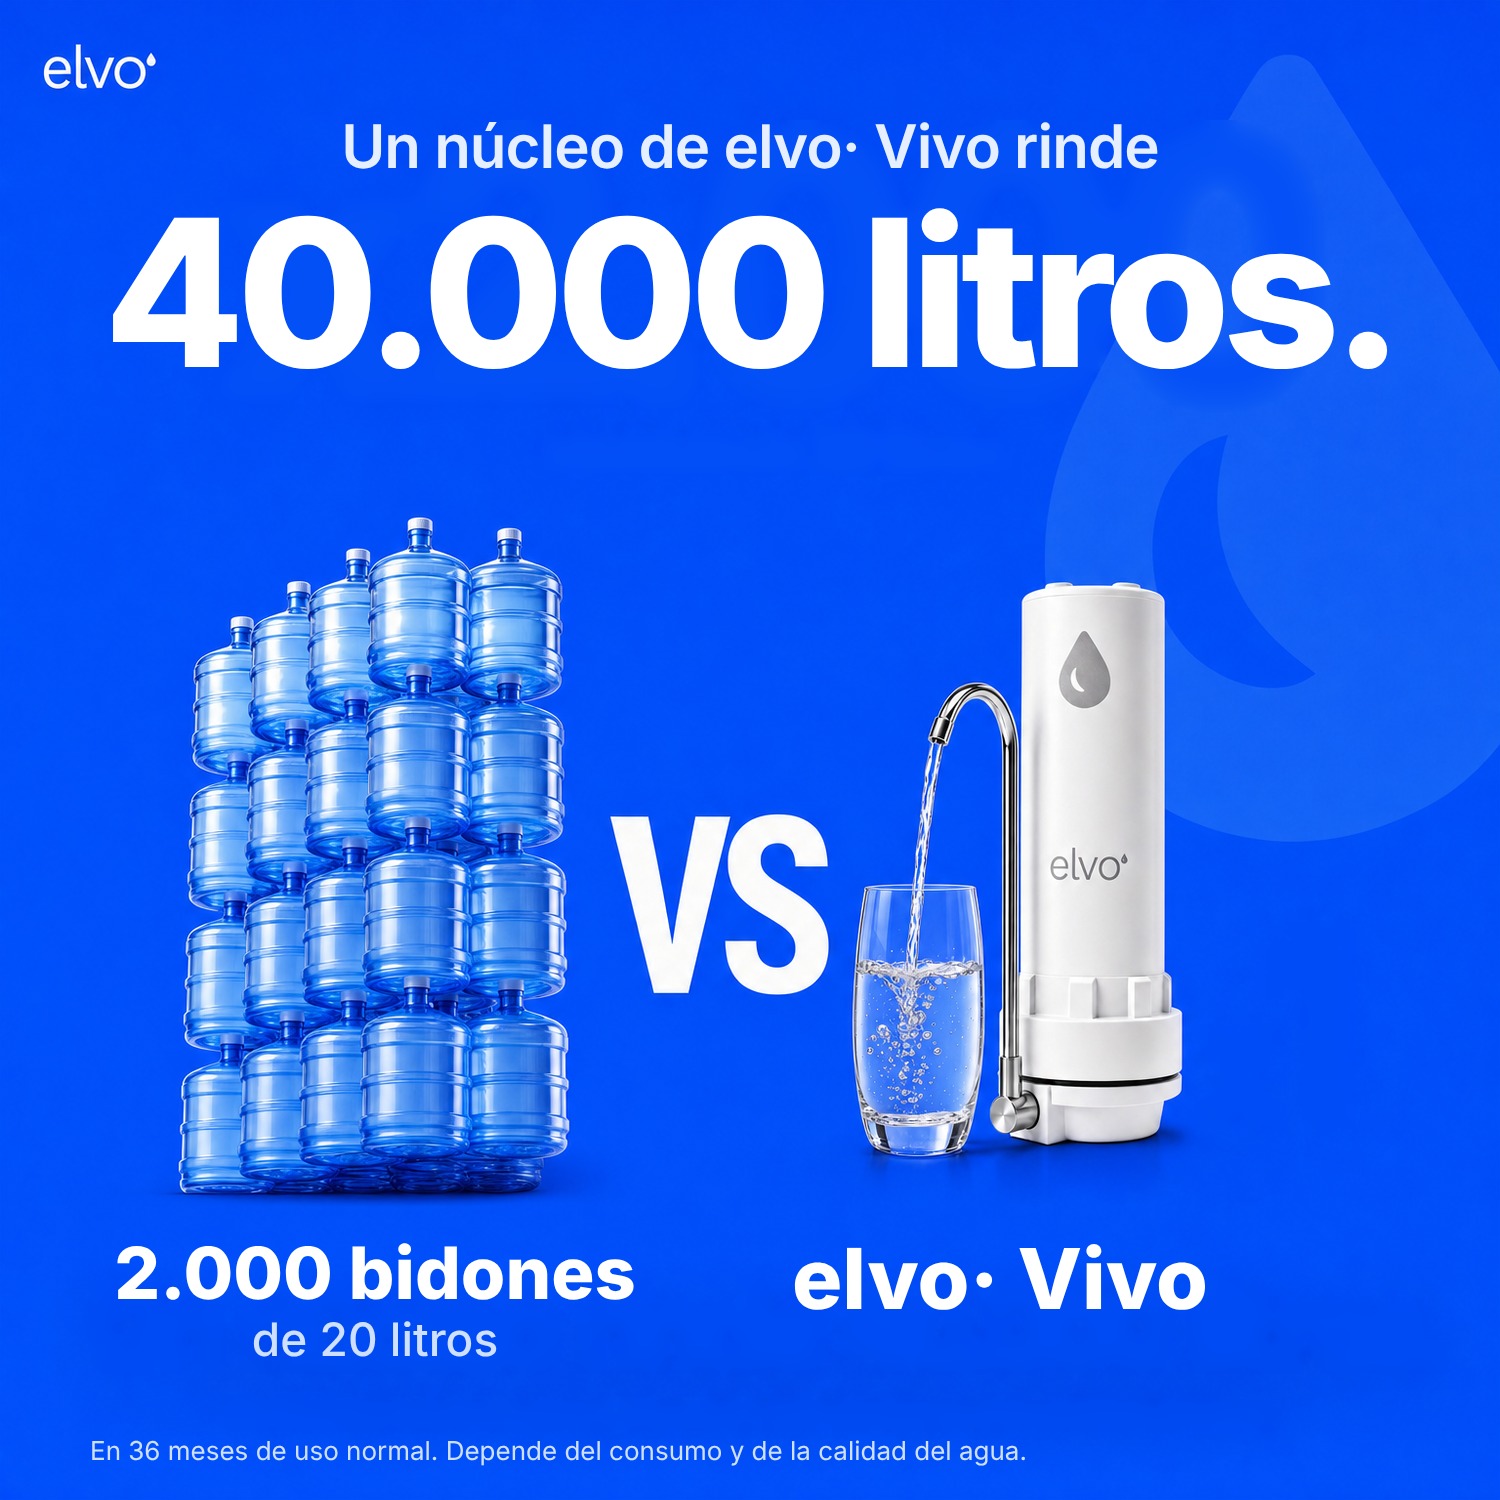 elvo
Un núcleo de elvo· Vivo rinde
40.000 litros.
VS
elvo
2.000 bidones
de 20 litros
elvo· Vivo
En 36 meses de uso normal. Depende del consumo y de la calidad del agua.